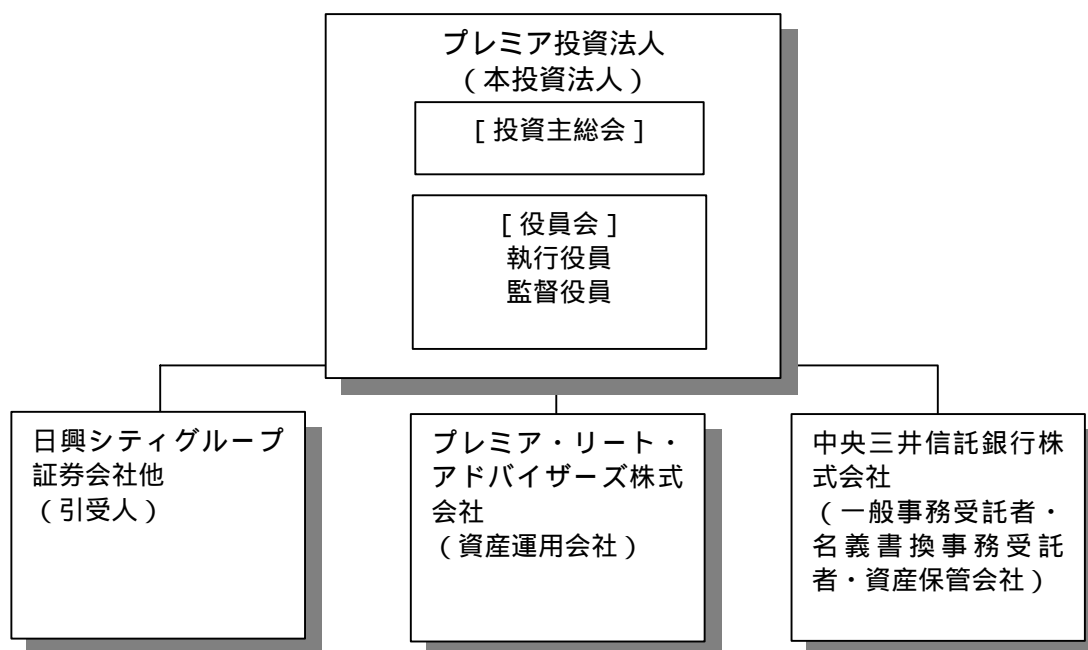 プレミア投資法人
(本投資法人)
[投資主総会]
[役員会]
執行役員
監督役員
日興シティグループ
証券会社他
(引受人)
プレミア・リート・
アドバイザーズ株式
会社
(資産運用会社)
中央三井信託銀行株
式会社
(一般事務受託者・
名義書換事務受託
者・資産保管会社)